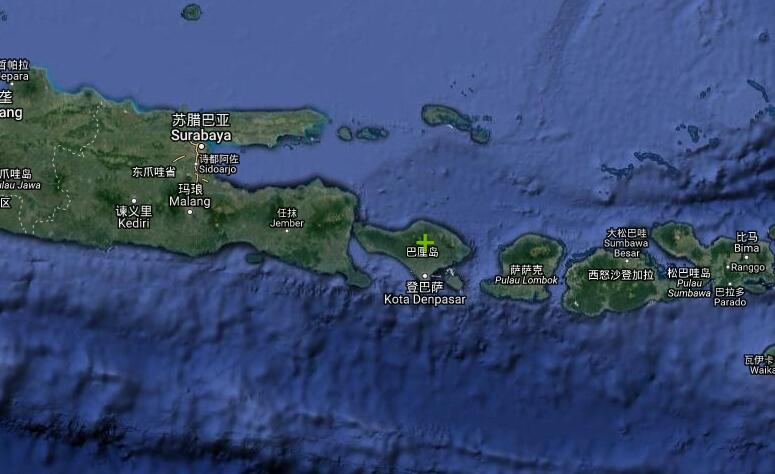 哲帕拉
epara
垄
ang
苏腊巴亚
Surabaya
诗都阿佐
Sidoarjo
东爪哇省
爪哇岛
ulau Jawa
区
玛琅
Malang
谏义里
Kediri
任抹
Jember
巴厘岛
登巴萨
Kota Denpasar
萨萨克
Pulau Lombok
大松巴哇
Sumbawa
Besar
西怒沙登加拉
松巴哇岛
Pulau
Sumbawa
比马
Bima
Ranggo
巴拉多
Parado
瓦伊卡
Waika